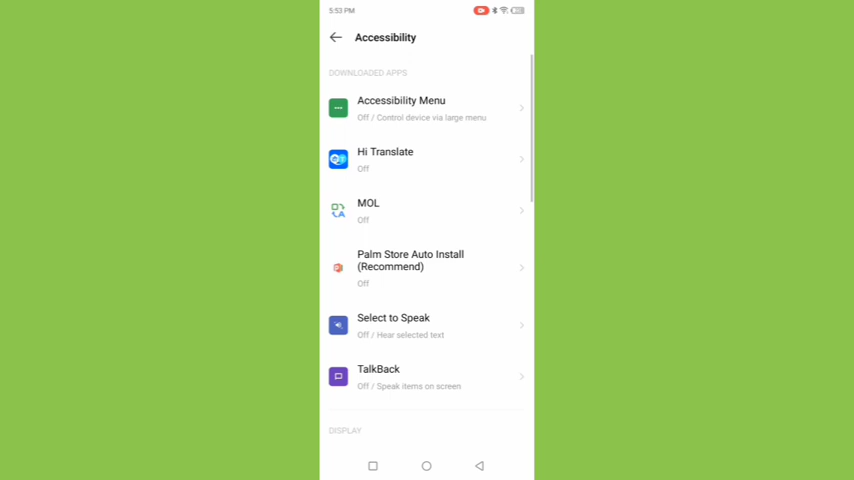 5:53 PM
Accessibility
DOWNLOADED APPS
Accessibility Menu
Off / Control device via large menu
Hi Translate
Off
MOL
Off
Palm Store Auto Install
(Recommend)
Off
Select to Speak
Off / Hear selected text
TalkBack
Off / Speak items on screen
DISPLAY